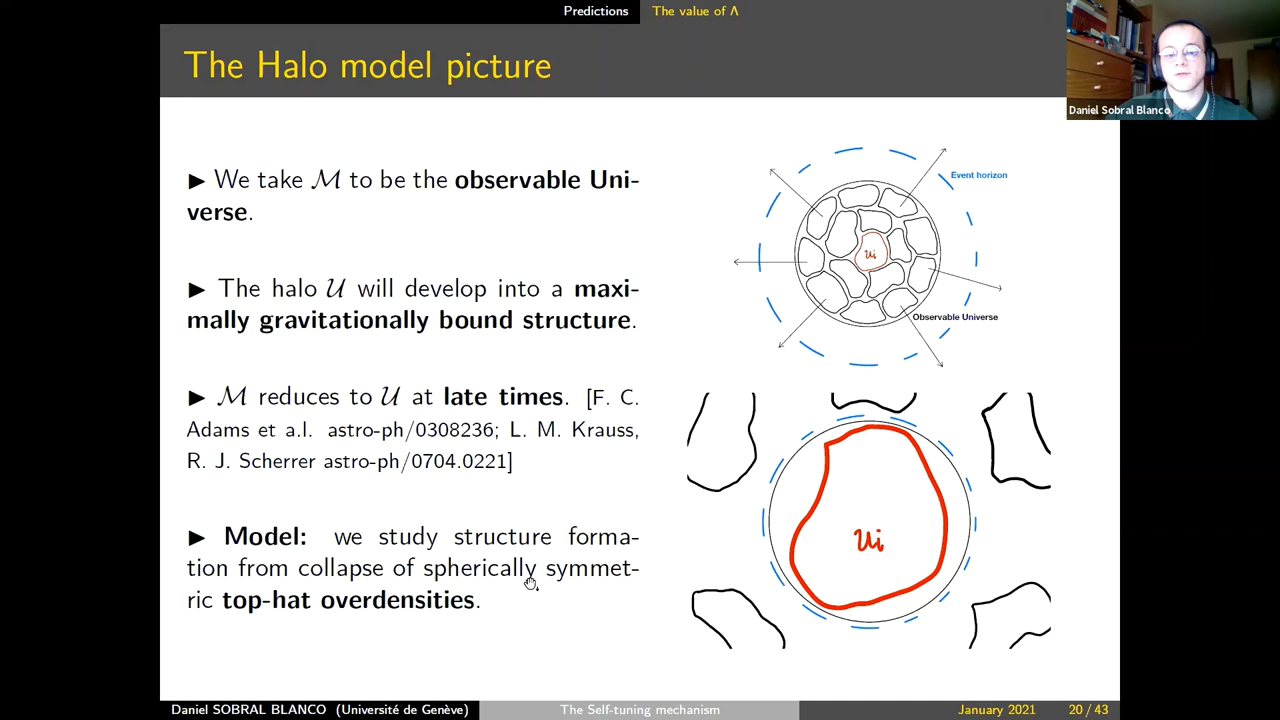 Predictions The value of Λ
The Halo model picture
Daniel Sobral Blanco
► We take ℳ to be the observable Uni-
verse.
► The halo 𝒰 will develop into a maxi-
mally gravitationally bound structure.
► ℳ reduces to 𝒰 at late times. [F. C.
Adams et a.l. astro-ph/0308236; L. M. Krauss,
R. J. Scherrer astro-ph/0704.0221]
► Model: we study structure forma-
tion from collapse of spherically symmet-
ric top-hat overdensities.
Event horizon
𝒰i
Observable Universe
𝒰i
Daniel SOBRAL BLANCO (Université de Genève) The Self-tuning mechanism January 2021 20 / 43